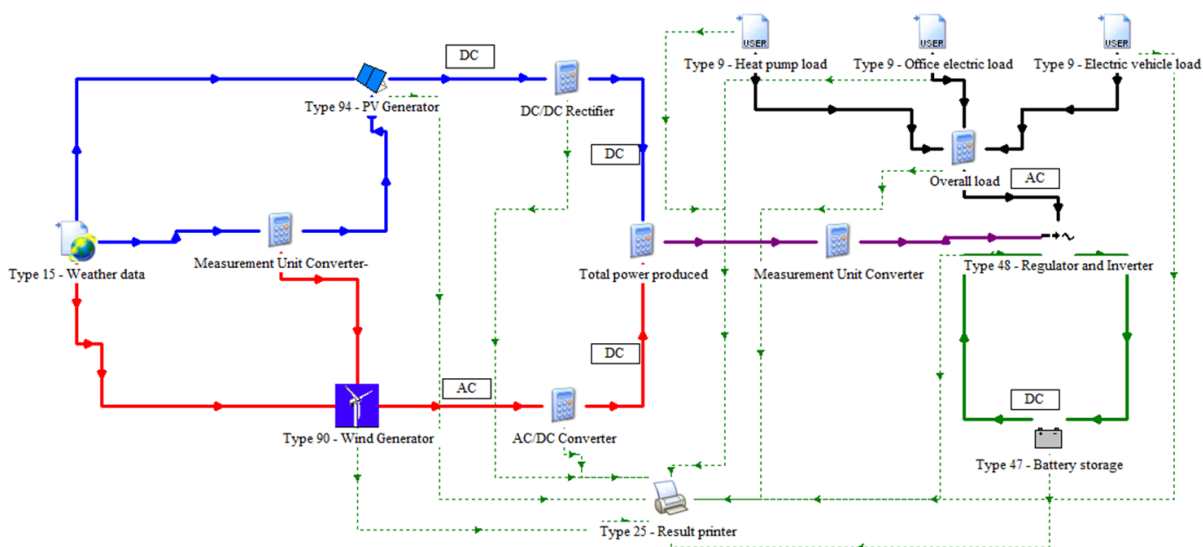 USER
USER
USER
DC
Type 9 - Heat pump load
Type 9 - Office electric load
Type 9 - Electric vehicle load
Type 94 - PV Generator
DC/DC Rectifier
DC
Overall load
AC
Type 15 - Weather data
Measurement Unit Converter-
Total power produced
Measurement Unit Converter
Type 48 - Regulator and Inverter
DC
AC
DC
Type 90 - Wind Generator
AC/DC Converter
Type 47 - Battery storage
Type 25 - Result printer